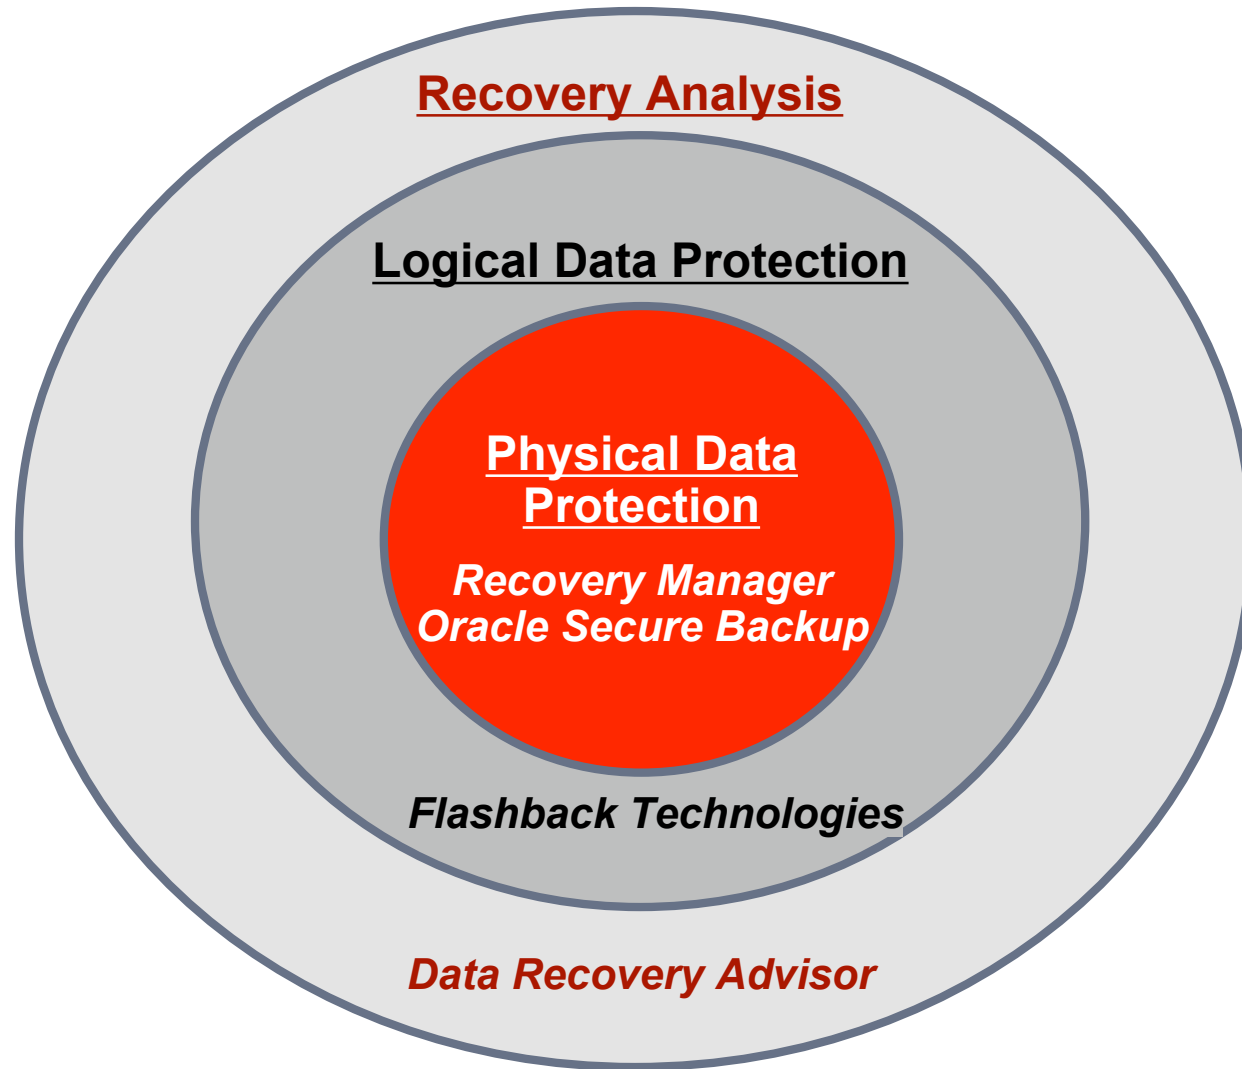 Recovery Analysis
Logical Data Protection
Physical Data
Protection
Recovery Manager
Oracle Secure Backup
Flashback Technologies
Data Recovery Advisor